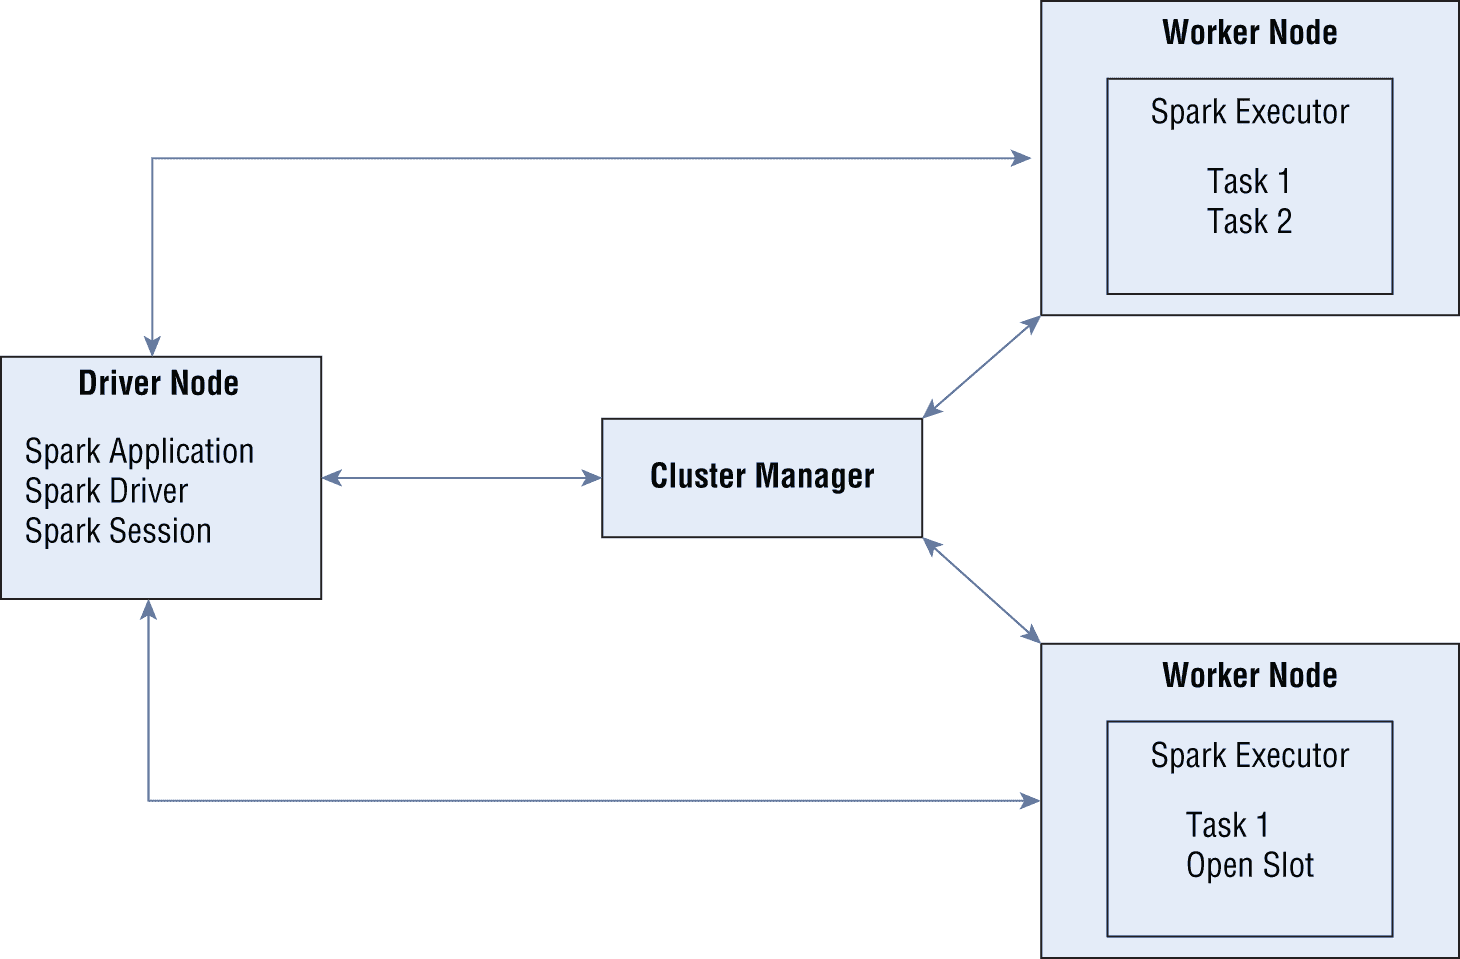 Worker Node
Spark Executor
Task 1
Task 2
Driver Node
Spark Application
Spark Driver
Spark Session
Cluster Manager
Worker Node
Spark Executor
Task 1
Open Slot